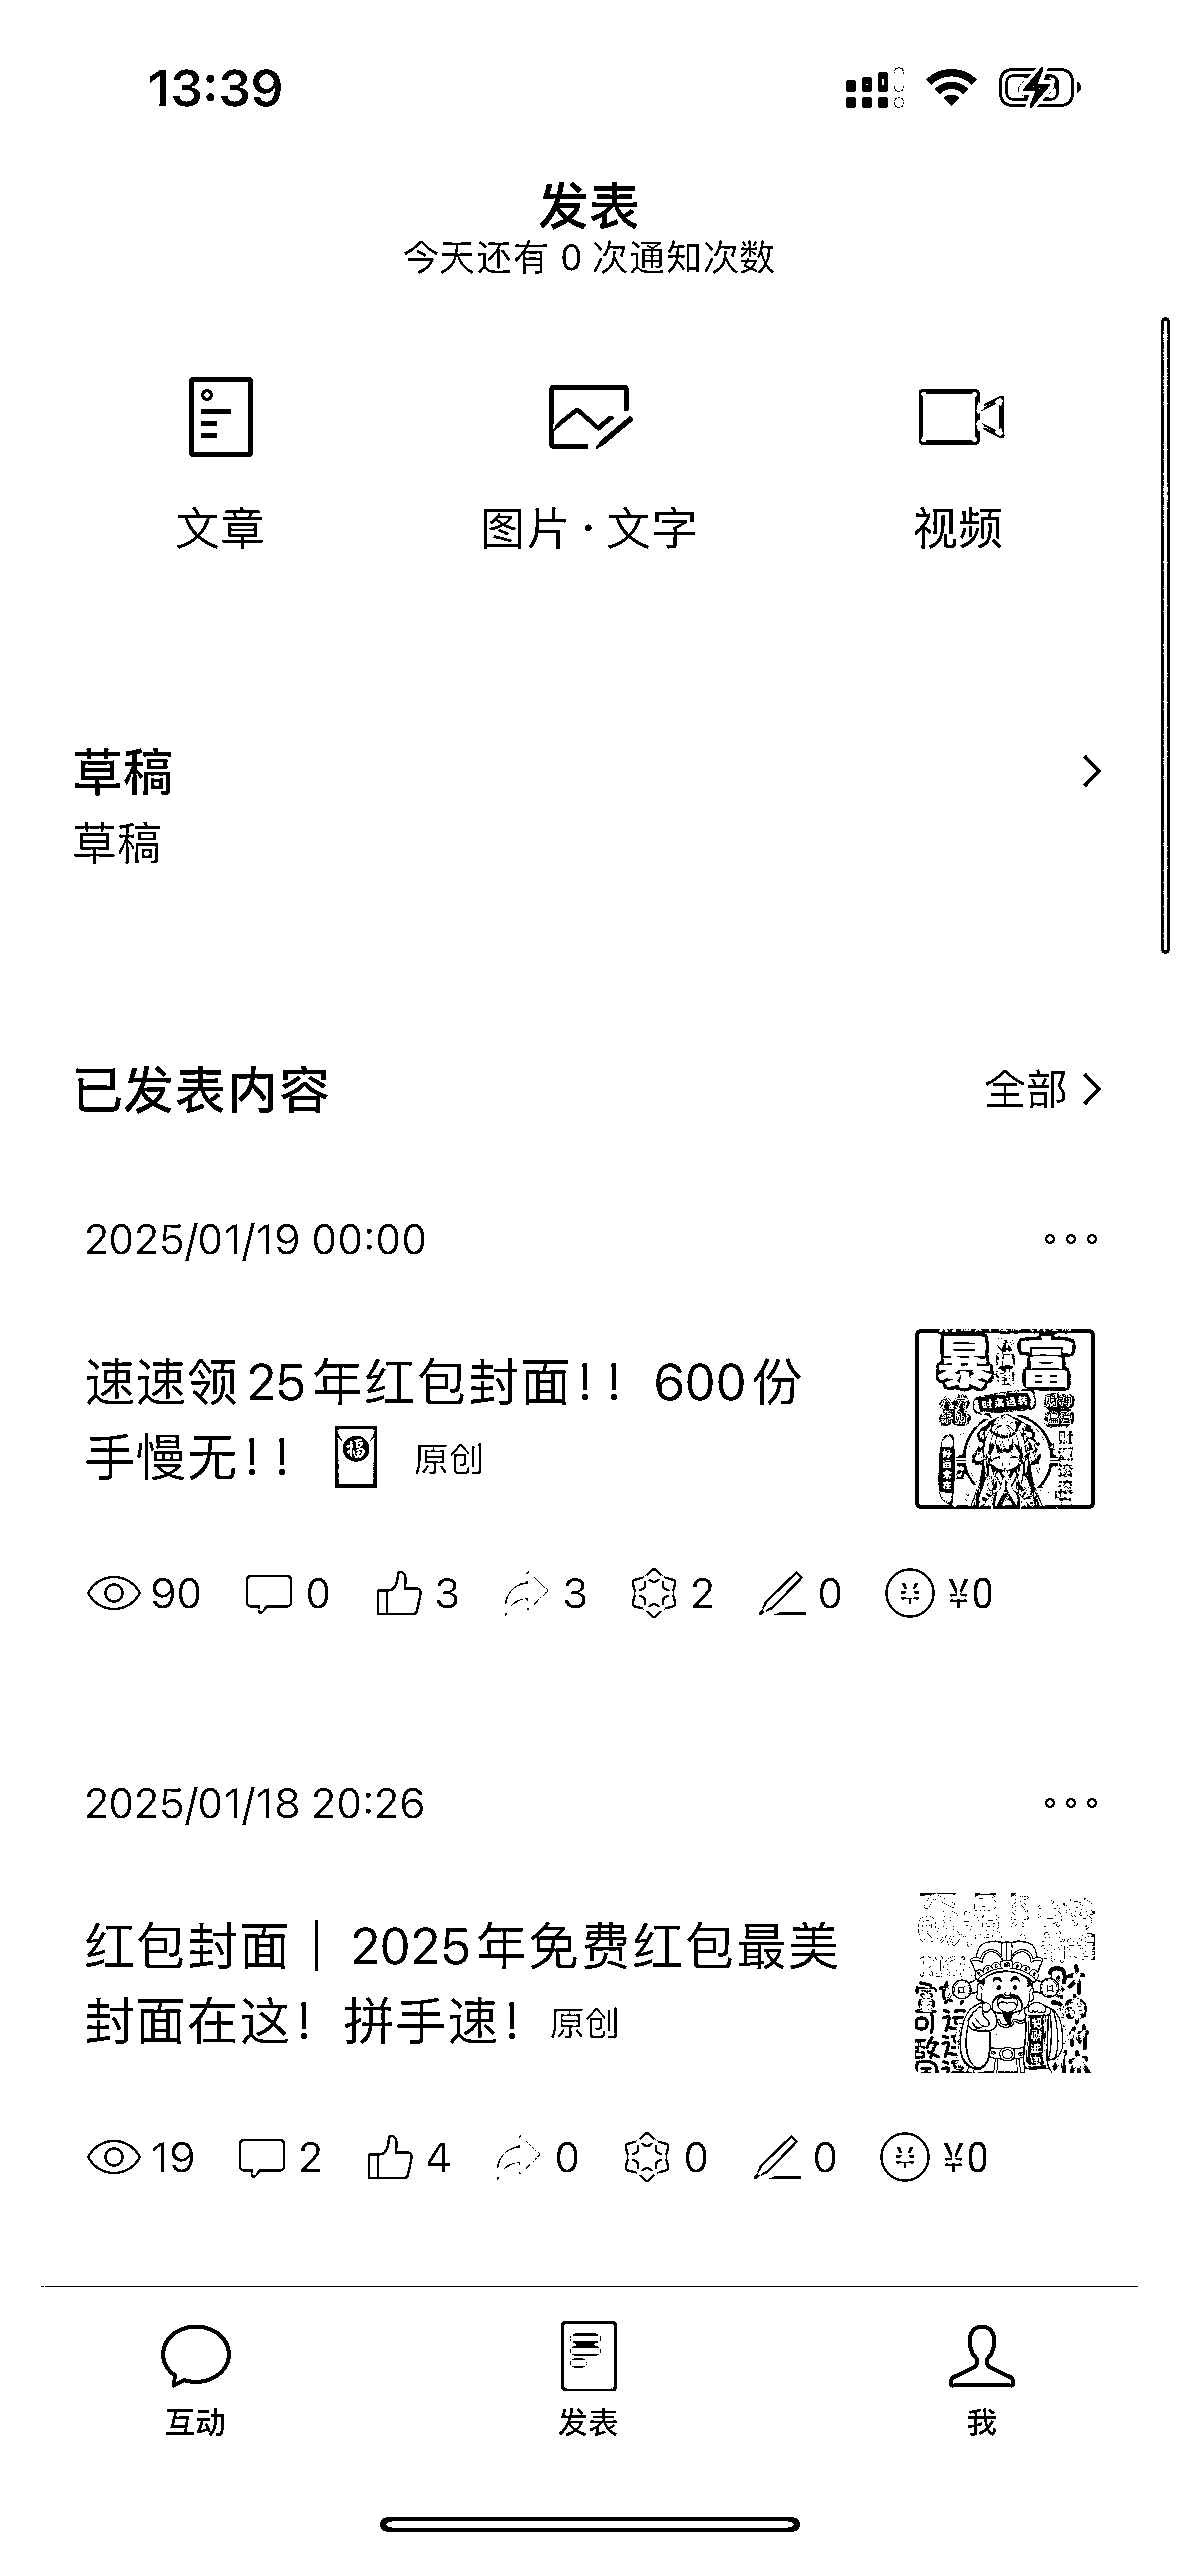 13:39
发表
今天还有 0 次通知次数
文章
图片·文字
视频
草稿
草稿
已发表内容
全部
2025/01/19 00:00
速速领25年红包封面！！ 600份
手慢无！！ 福 原创
暴富
90 0 3 3 2 0 ¥0
2025/01/18 20:26
红包封面｜2025年免费红包最美
封面在这！拼手速！ 原创
19 2 4 0 0 0 ¥0
互动
发表
我